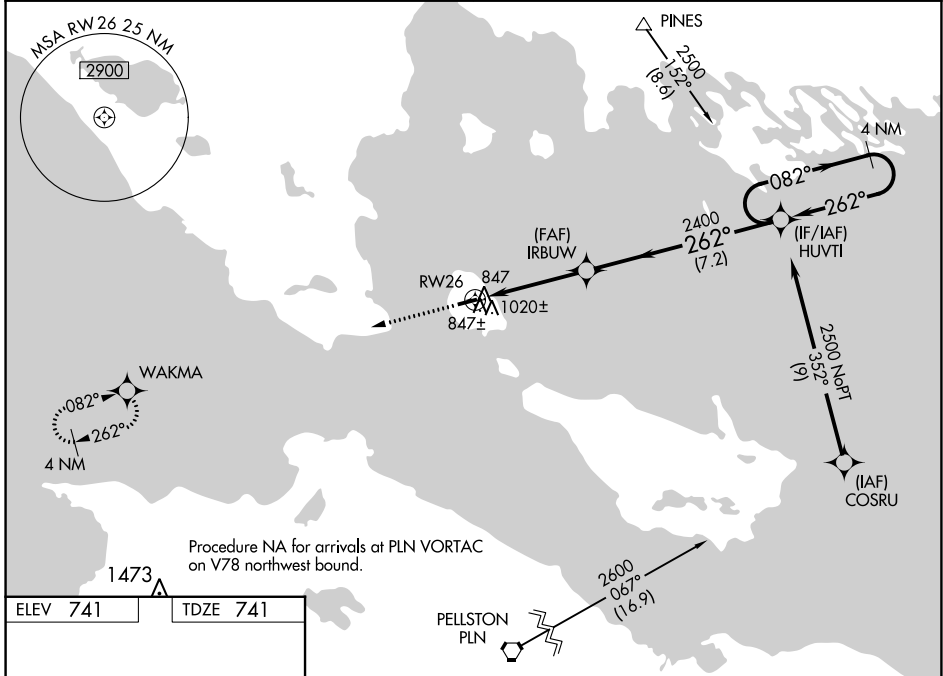 MSA RW26 25 NM
2900
PINES
2500
152°
(8.6)
4 NM
082°
262°
(IF/IAF)
HUVTI
2400
262°
(7.2)
(FAF)
IRBUW
RW26
847
1020±
847±
2500 NoPT
352°
(9)
(IAF)
COSRU
WAKMA
082°
262°
4 NM
Procedure NA for arrivals at PLN VORTAC
on V78 northwest bound.
1473
ELEV 741
TDZE 741
2600
067°
(16.9)
PELLSTON
PLN